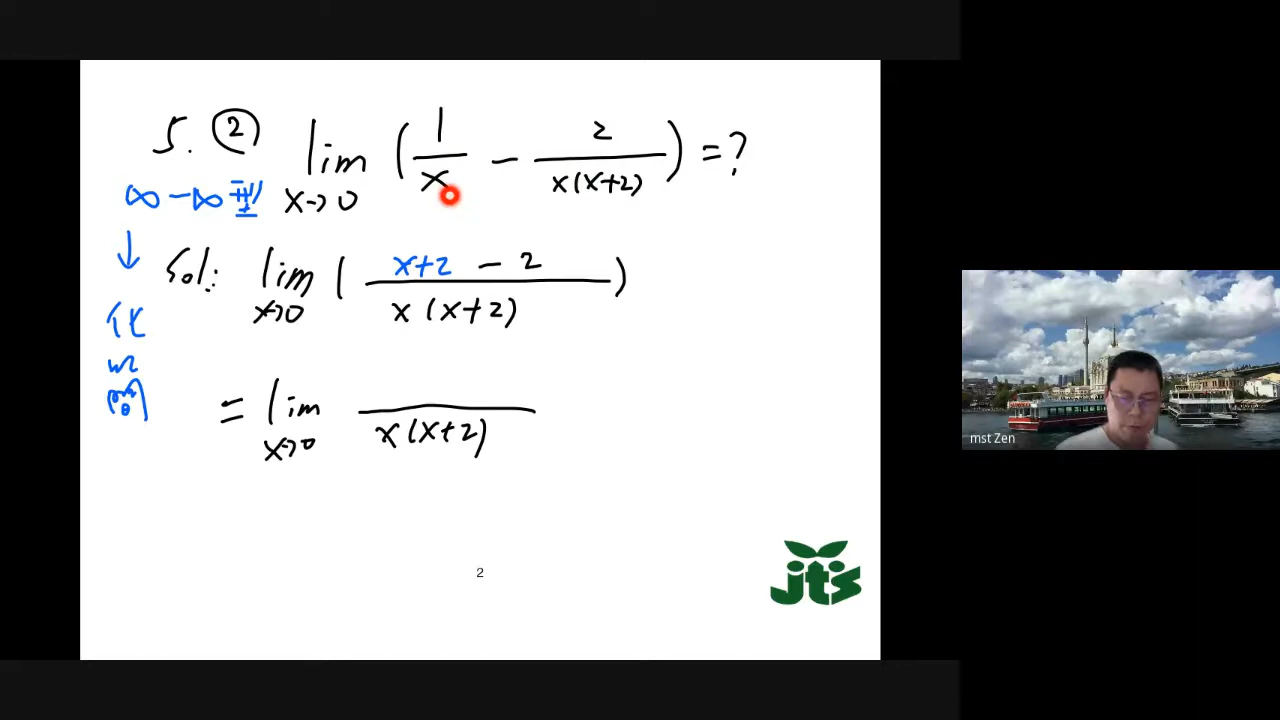 5. ② lim x→0 (1/x − 2/(x(x+2))) = ?
∞ − ∞ 型
↓
化
Sol: lim x→0 ((x+2 − 2)/(x(x+2)))
= lim x→0 /(x(x+2))
2
jts
mst Zen